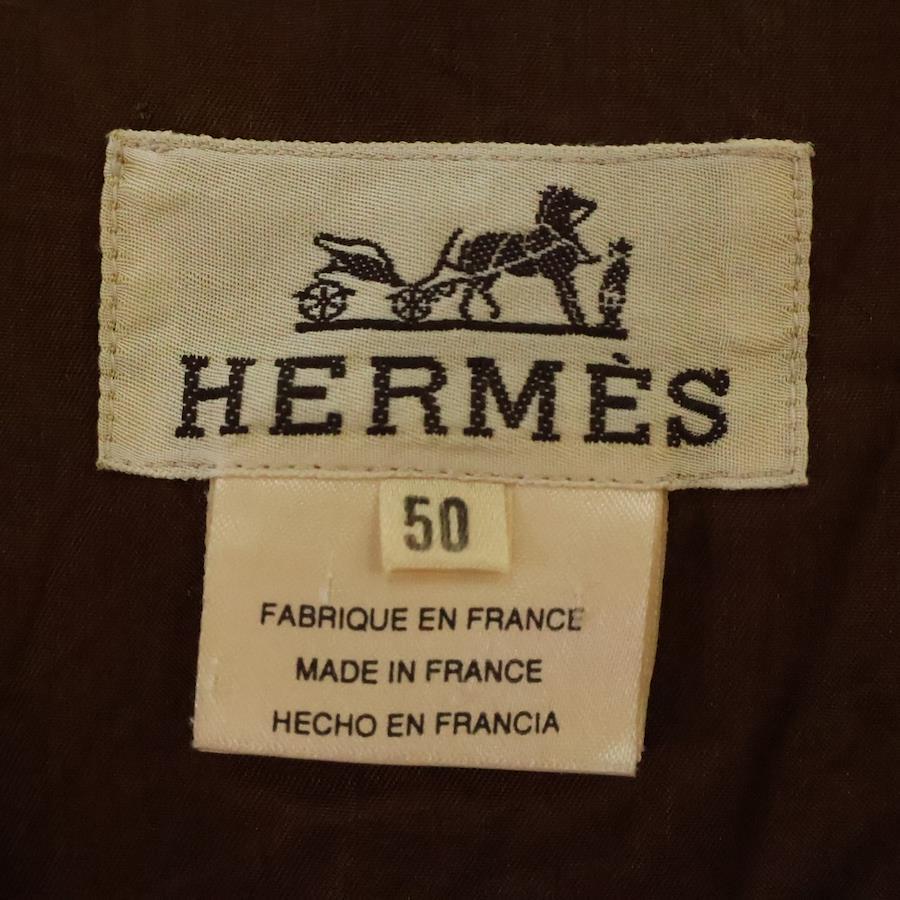 HERMÈS
50
FABRIQUE EN FRANCE
MADE IN FRANCE
HECHO EN FRANCIA